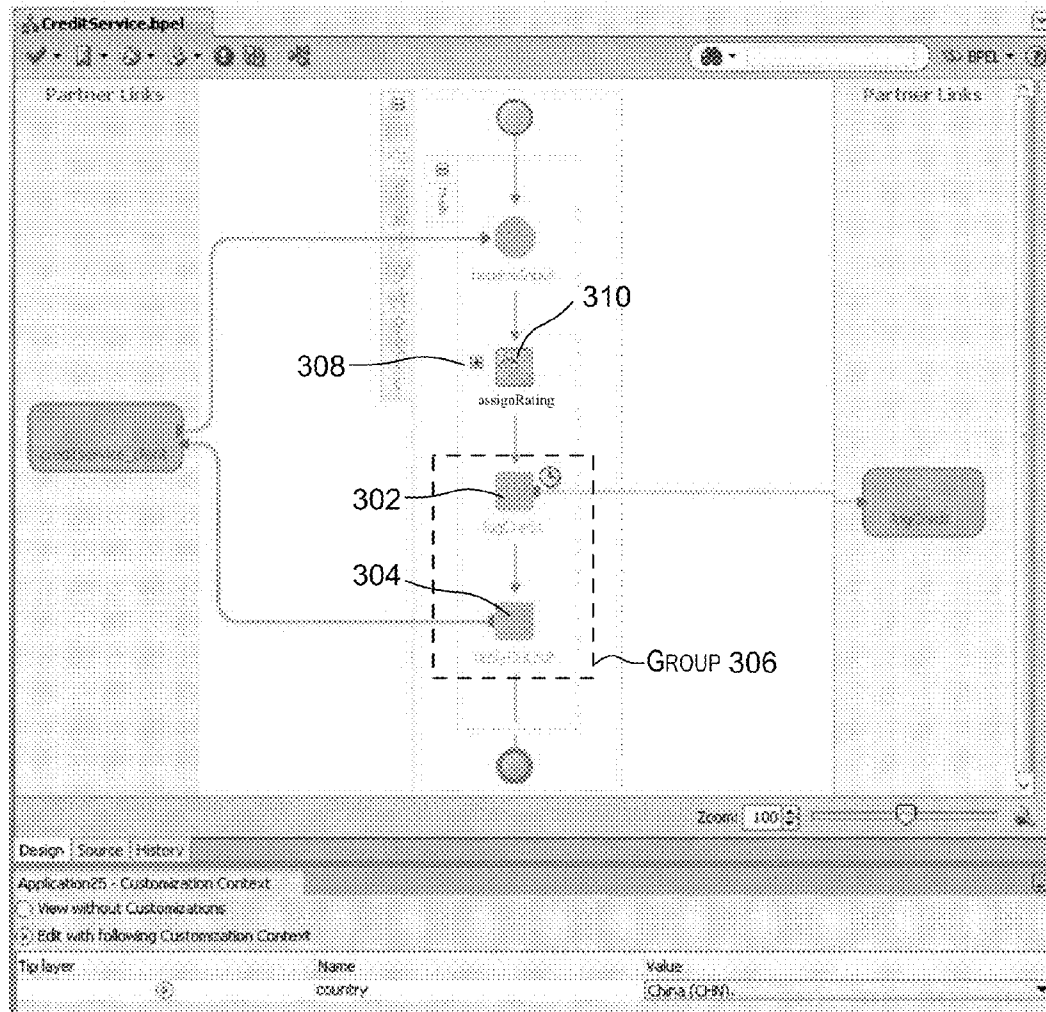 CreditService.bpel
BPEL
Partner Links
Partner Links
310
308
assignRating
302
304
GROUP 306
Zoom: 100
Design Source History
Application25 - Customization Context
View without Customizations
Edit with following Customization Context
Tip layer Name Value
country China (CHN)